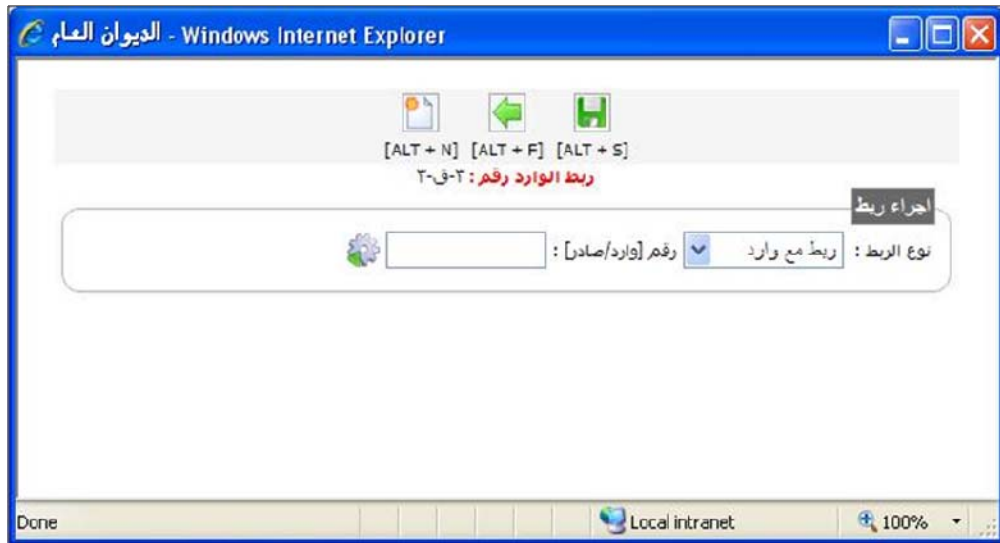 الديوان العام - Windows Internet Explorer
[ALT + N] [ALT + F] [ALT + S]
ربط الوارد رقم : ٣-ق-٢
اجراء ربط
نوع الربط : ربط مع وارد رقم [وارد/صادر] :
Done Local intranet 100%